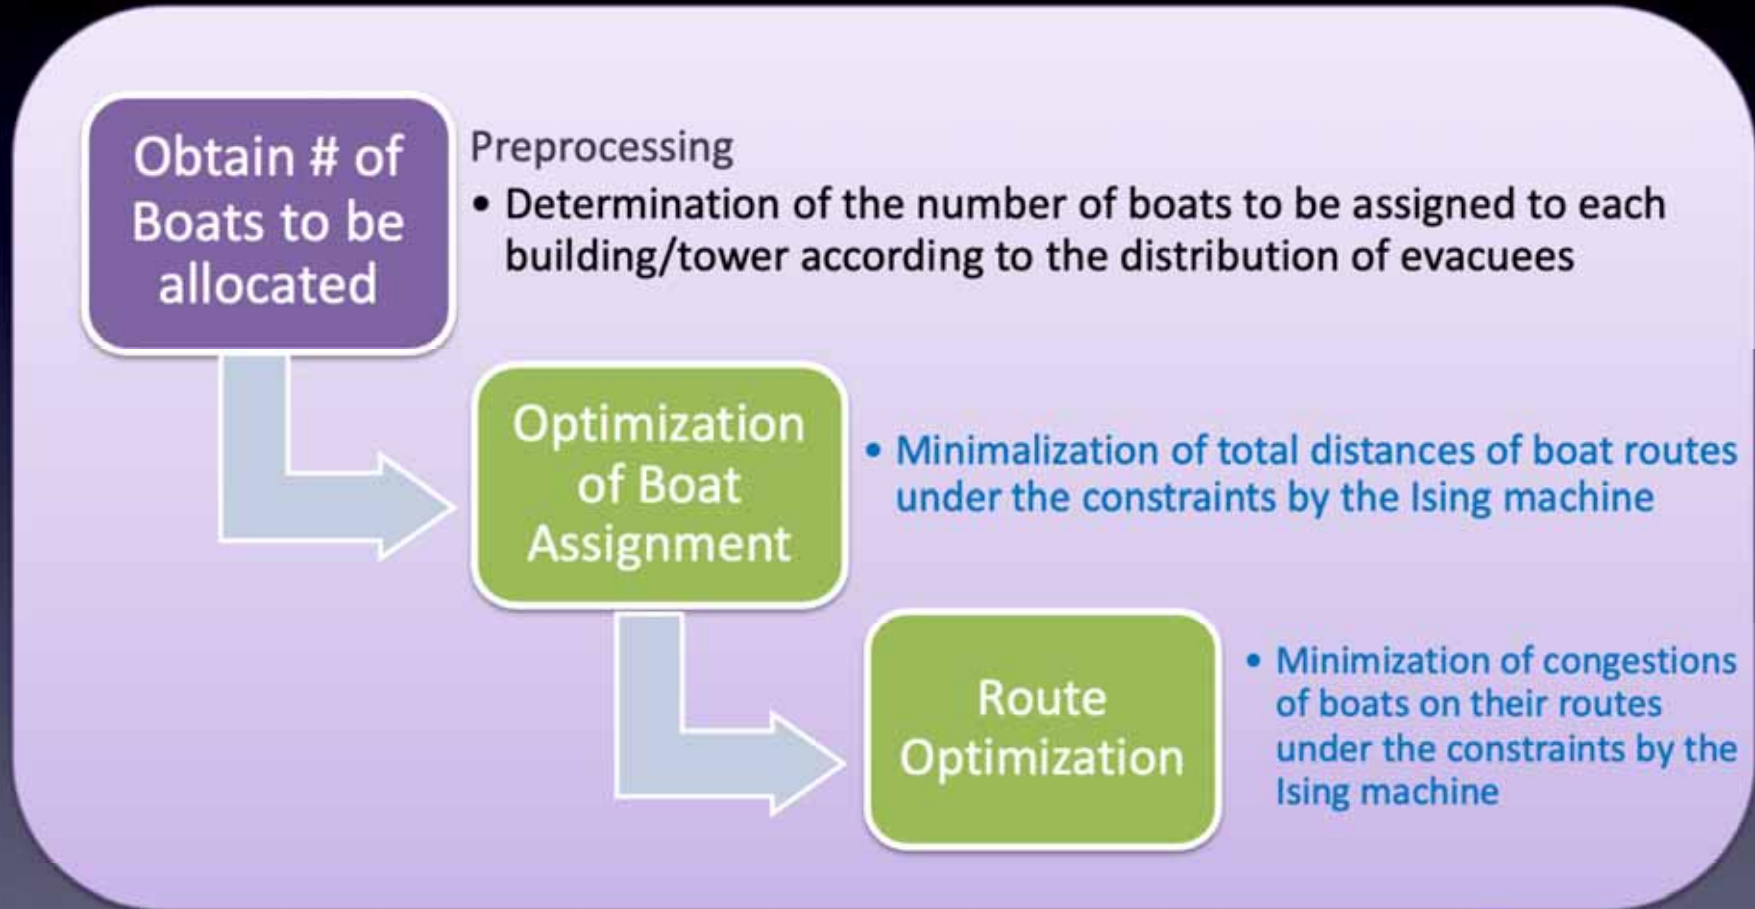 Obtain # of
Boats to be
allocated
Preprocessing
• Determination of the number of boats to be assigned to each
building/tower according to the distribution of evacuees
Optimization
of Boat
Assignment
• Minimalization of total distances of boat routes
under the constraints by the Ising machine
Route
Optimization
• Minimization of congestions
of boats on their routes
under the constraints by the
Ising machine